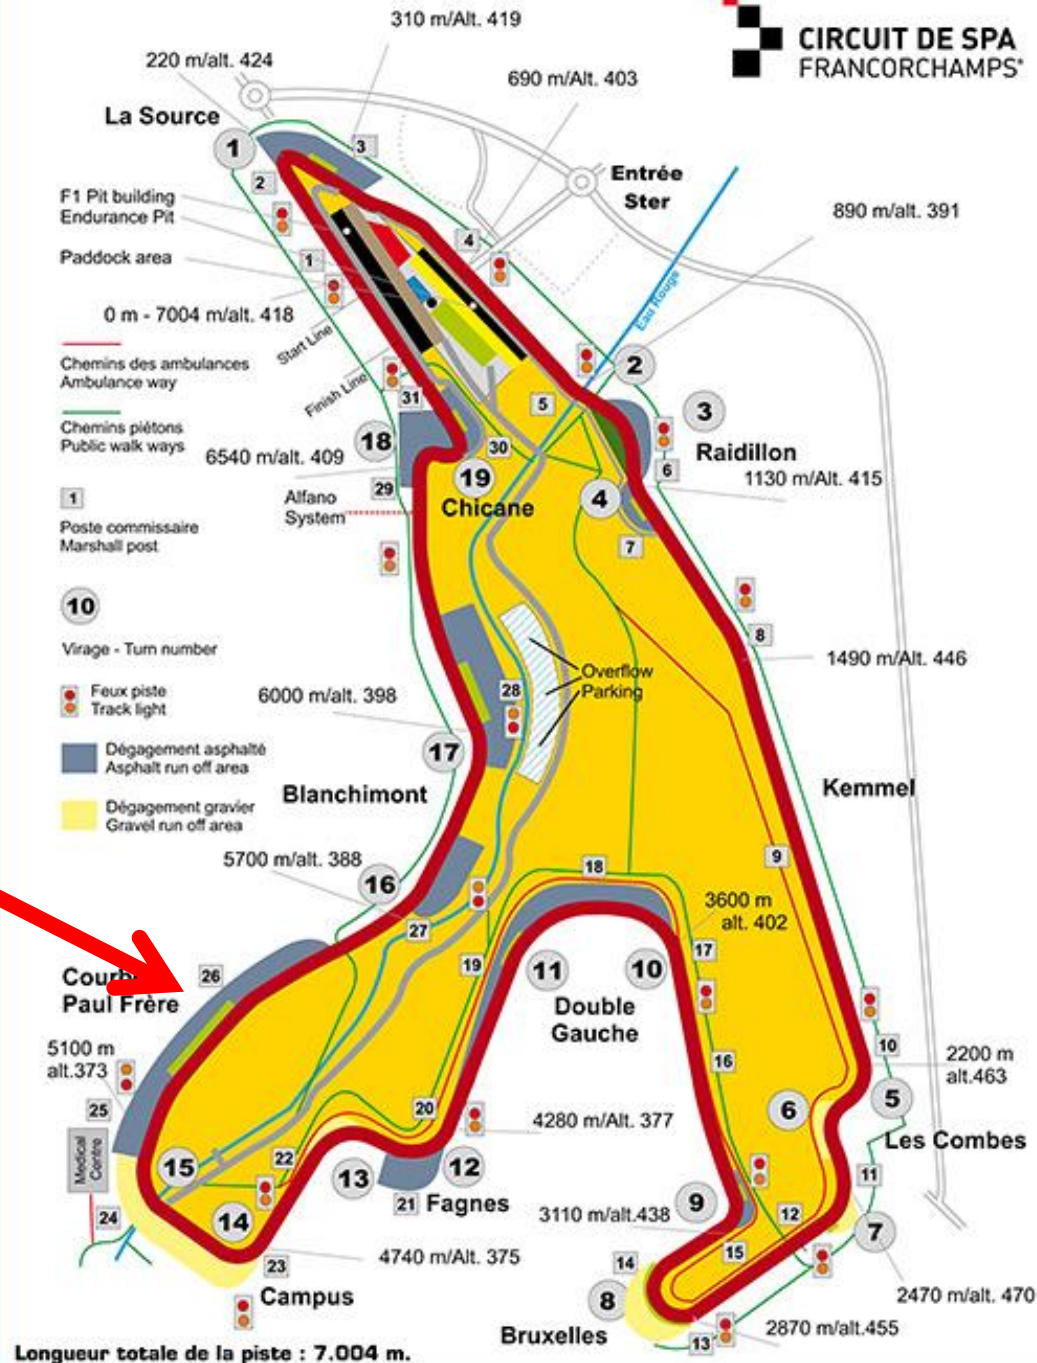 CIRCUIT DE SPA
FRANCORCHAMPS
310 m/Alt. 419
220 m/alt. 424
690 m/Alt. 403
La Source
1
3
2
Entrée
Ster
F1 Pit building
Endurance Pit
890 m/alt. 391
4
1
Paddock area
Eau Rouge
0 m - 7004 m/alt. 418
Start Line
Chemins des ambulances
Ambulance way
Finish Line
2
31
5
3
Chemins piétons
Public walk ways
18
30
Raidillon
6540 m/alt. 409
6
1130 m/Alt. 415
29
19
4
1
Alfano
System
Chicane
Poste commissaire
Marshall post
7
10
8
Virage - Turn number
1490 m/Alt. 446
Overflow
Parking
Feux piste
Track light
6000 m/alt. 398
28
17
Dégagement asphalté
Asphalt run off area
Blanchimont
Kemmel
Dégagement gravier
Gravel run off area
5700 m/alt. 388
9
18
16
3600 m
alt. 402
27
17
19
11
10
26
Paul Frère
Double
Gauche
5100 m
alt.373
10
2200 m
alt.463
16
25
5
6
20
4280 m/Alt. 377
Les Combes
Medical
Centre
22
15
13
12
11
21
Fagnes
9
24
14
3110 m/alt.438
12
7
15
4740 m/Alt. 375
23
14
Campus
8
2470 m/alt. 470
Bruxelles
2870 m/alt.455
13
Longueur totale de la piste : 7.004 m.